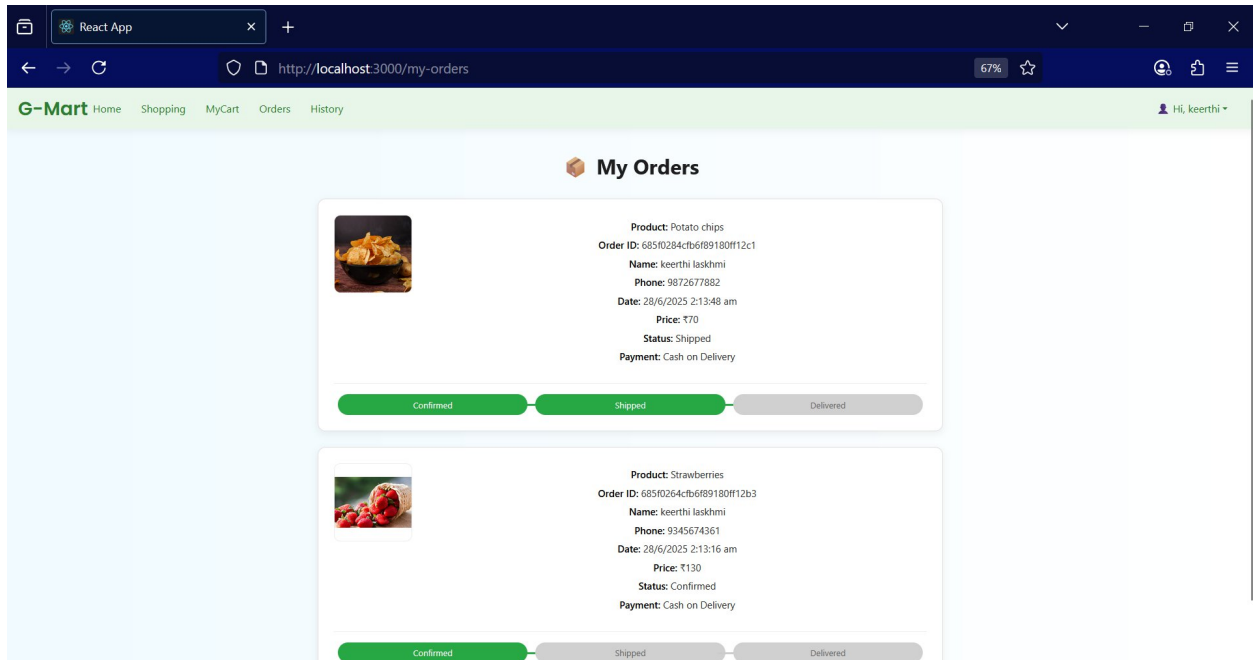 React App
http://localhost:3000/my-orders
67%
G-Mart Home Shopping MyCart Orders History Hi, keerthi
My Orders
Product: Potato chips
Order ID: 685f0284cfb6f89180ff12c1
Name: keerthi laskhmi
Phone: 9872677882
Date: 28/6/2025 2:13:48 am
Price: ₹70
Status: Shipped
Payment: Cash on Delivery
Confirmed Shipped Delivered
Product: Strawberries
Order ID: 685f0264cfb6f89180ff12b3
Name: keerthi laskhmi
Phone: 9345674361
Date: 28/6/2025 2:13:16 am
Price: ₹130
Status: Confirmed
Payment: Cash on Delivery
Confirmed Shipped Delivered